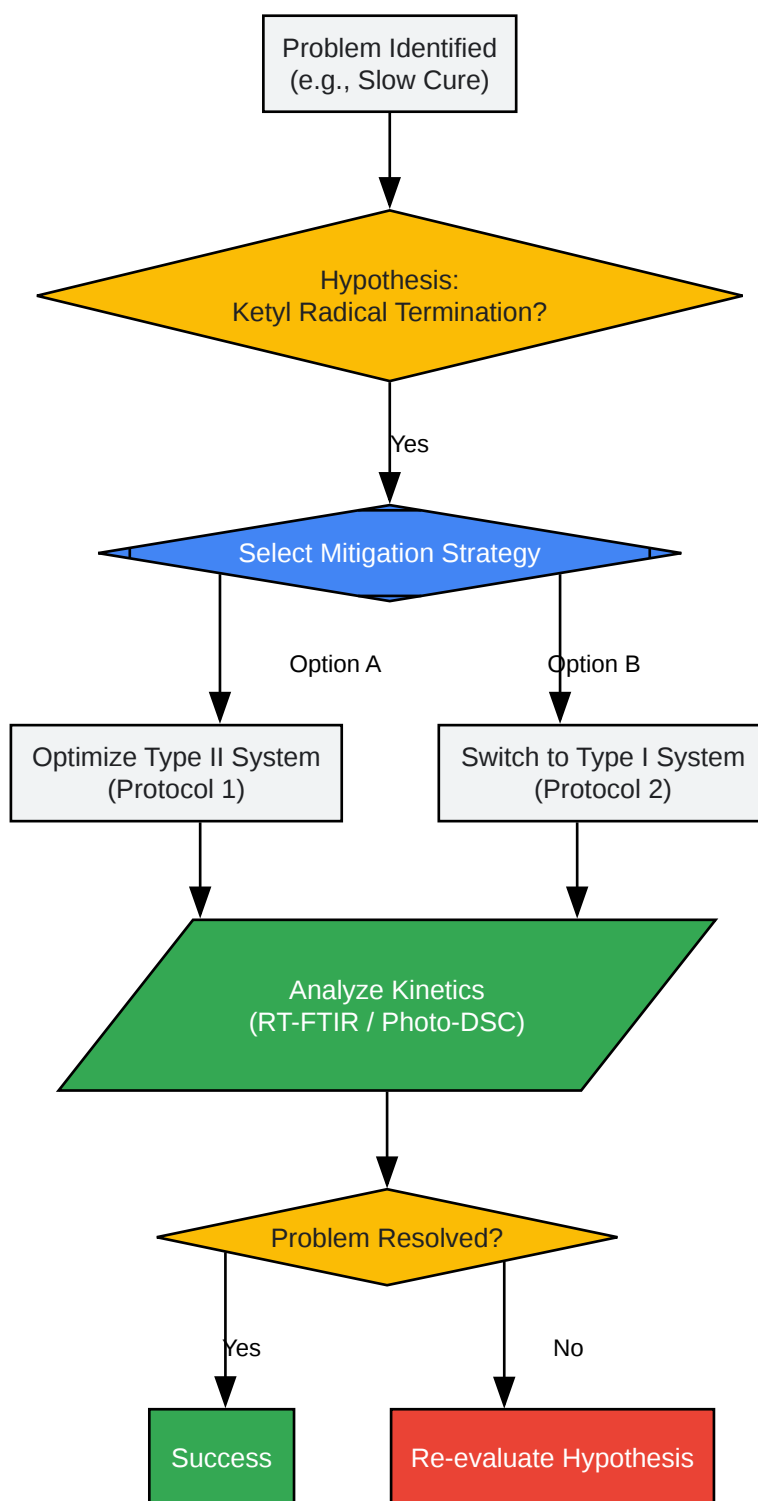 Problem Identified
(e.g., Slow Cure)
Hypothesis:
Ketyl Radical Termination?
Yes
Select Mitigation Strategy
Option A
Option B
Optimize Type II System
(Protocol 1)
Switch to Type I System
(Protocol 2)
Analyze Kinetics
(RT-FTIR / Photo-DSC)
Problem Resolved?
Yes
No
Success
Re-evaluate Hypothesis